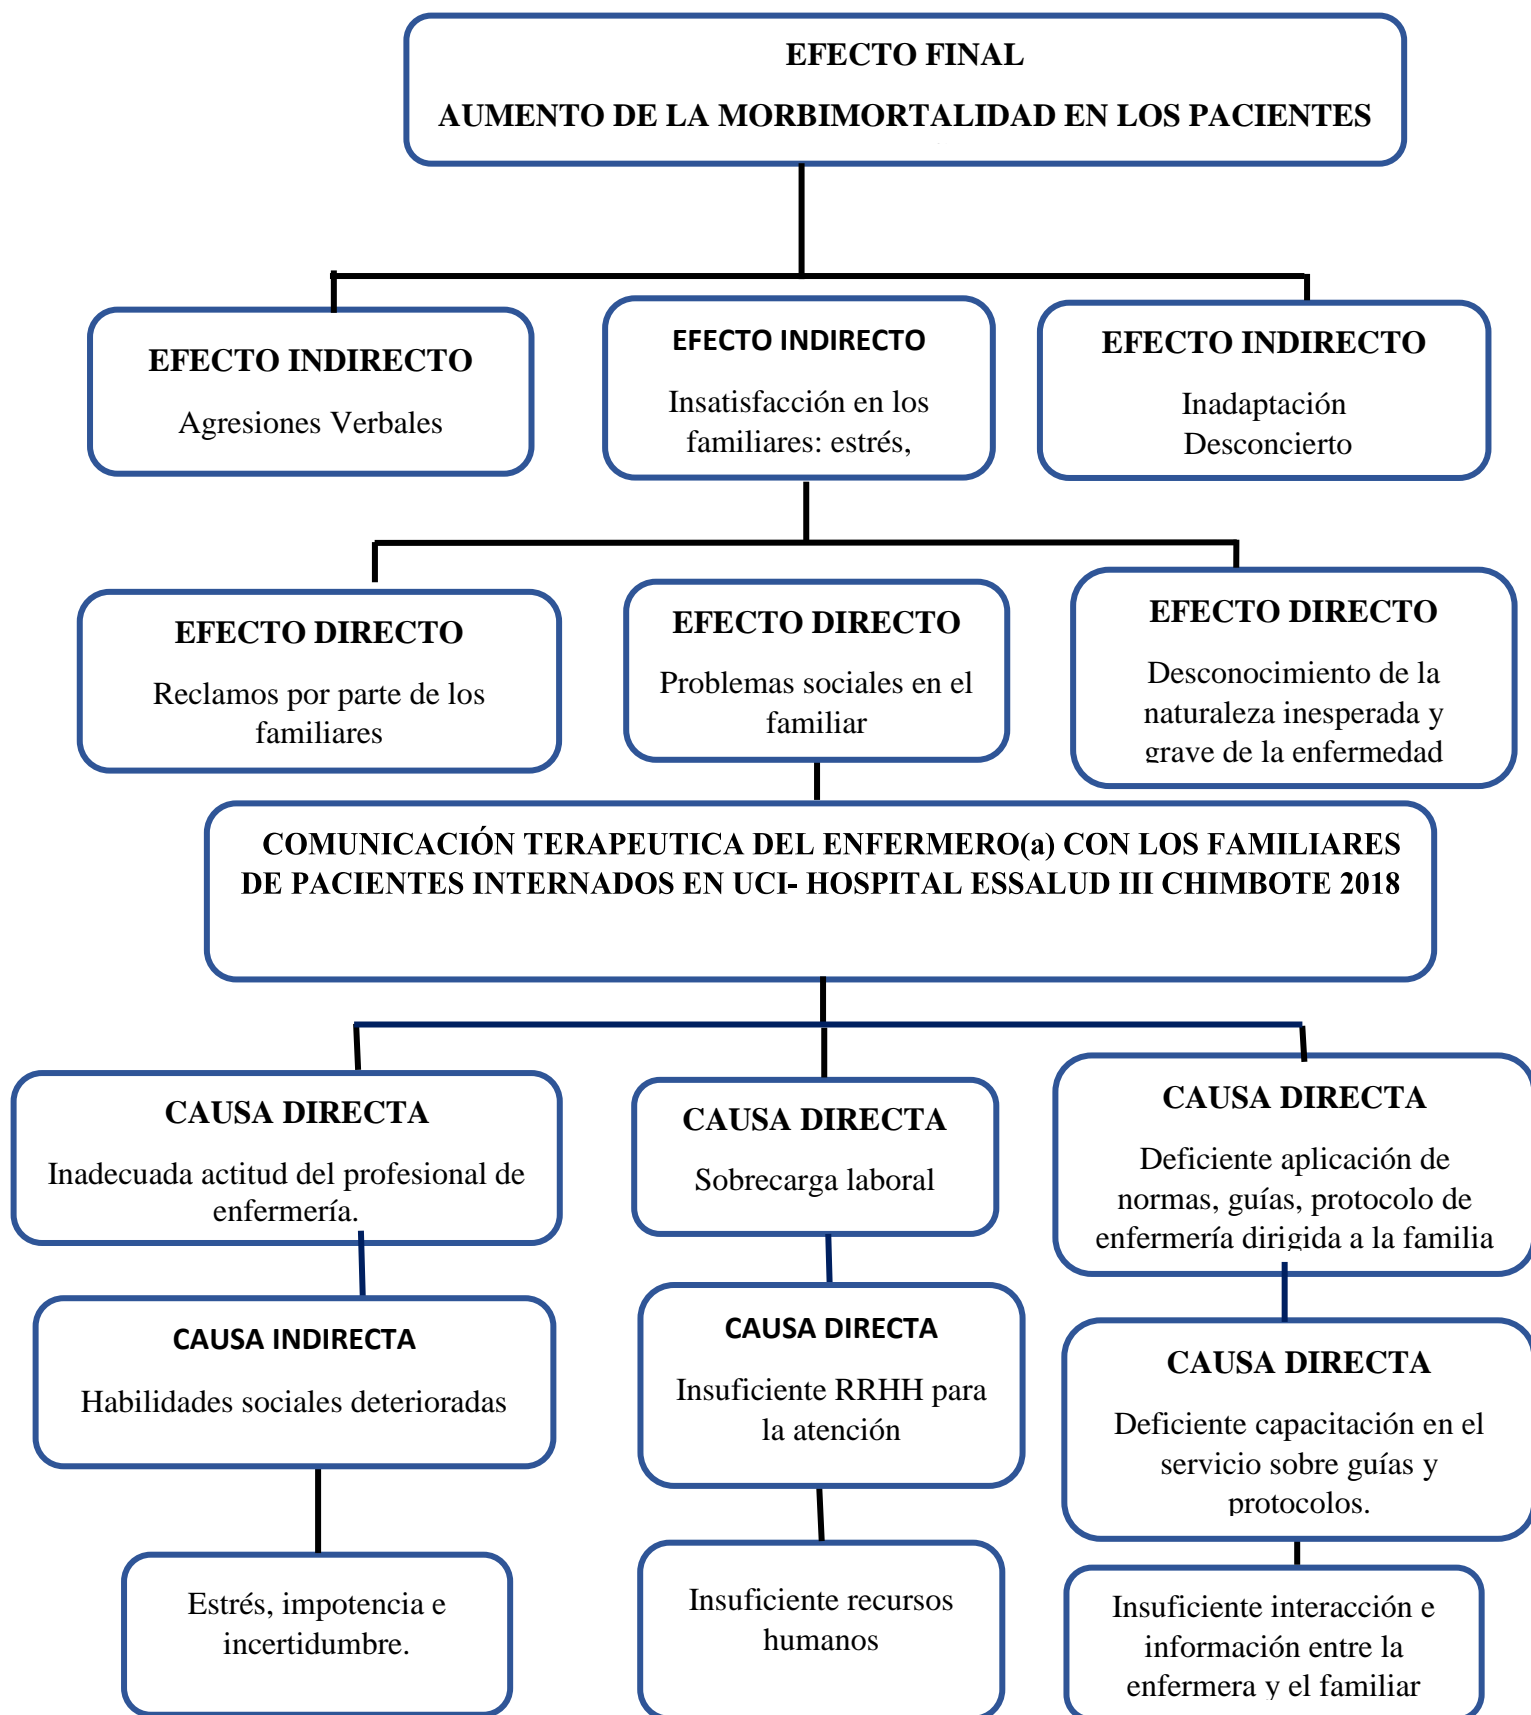 EFECTO FINAL
AUMENTO DE LA MORBIMORTALIDAD EN LOS PACIENTES
EFECTO INDIRECTO
Agresiones Verbales
EFECTO INDIRECTO
Insatisfacción en los
familiares: estrés,
EFECTO INDIRECTO
Inadaptación
Desconcierto
EFECTO DIRECTO
Reclamos por parte de los
familiares
EFECTO DIRECTO
Problemas sociales en el
familiar
EFECTO DIRECTO
Desconocimiento de la
naturaleza inesperada y
grave de la enfermedad
COMUNICACIÓN TERAPEUTICA DEL ENFERMERO(a) CON LOS FAMILIARES
DE PACIENTES INTERNADOS EN UCI- HOSPITAL ESSALUD III CHIMBOTE 2018
CAUSA DIRECTA
Inadecuada actitud del profesional de
enfermería.
CAUSA DIRECTA
Sobrecarga laboral
CAUSA DIRECTA
Deficiente aplicación de
normas, guías, protocolo de
enfermería dirigida a la familia
CAUSA INDIRECTA
Habilidades sociales deterioradas
CAUSA DIRECTA
Insuficiente RRHH para
la atención
CAUSA DIRECTA
Deficiente capacitación en el
servicio sobre guías y
protocolos.
Estrés, impotencia e
incertidumbre.
Insuficiente recursos
humanos
Insuficiente interacción e
información entre la
enfermera y el familiar